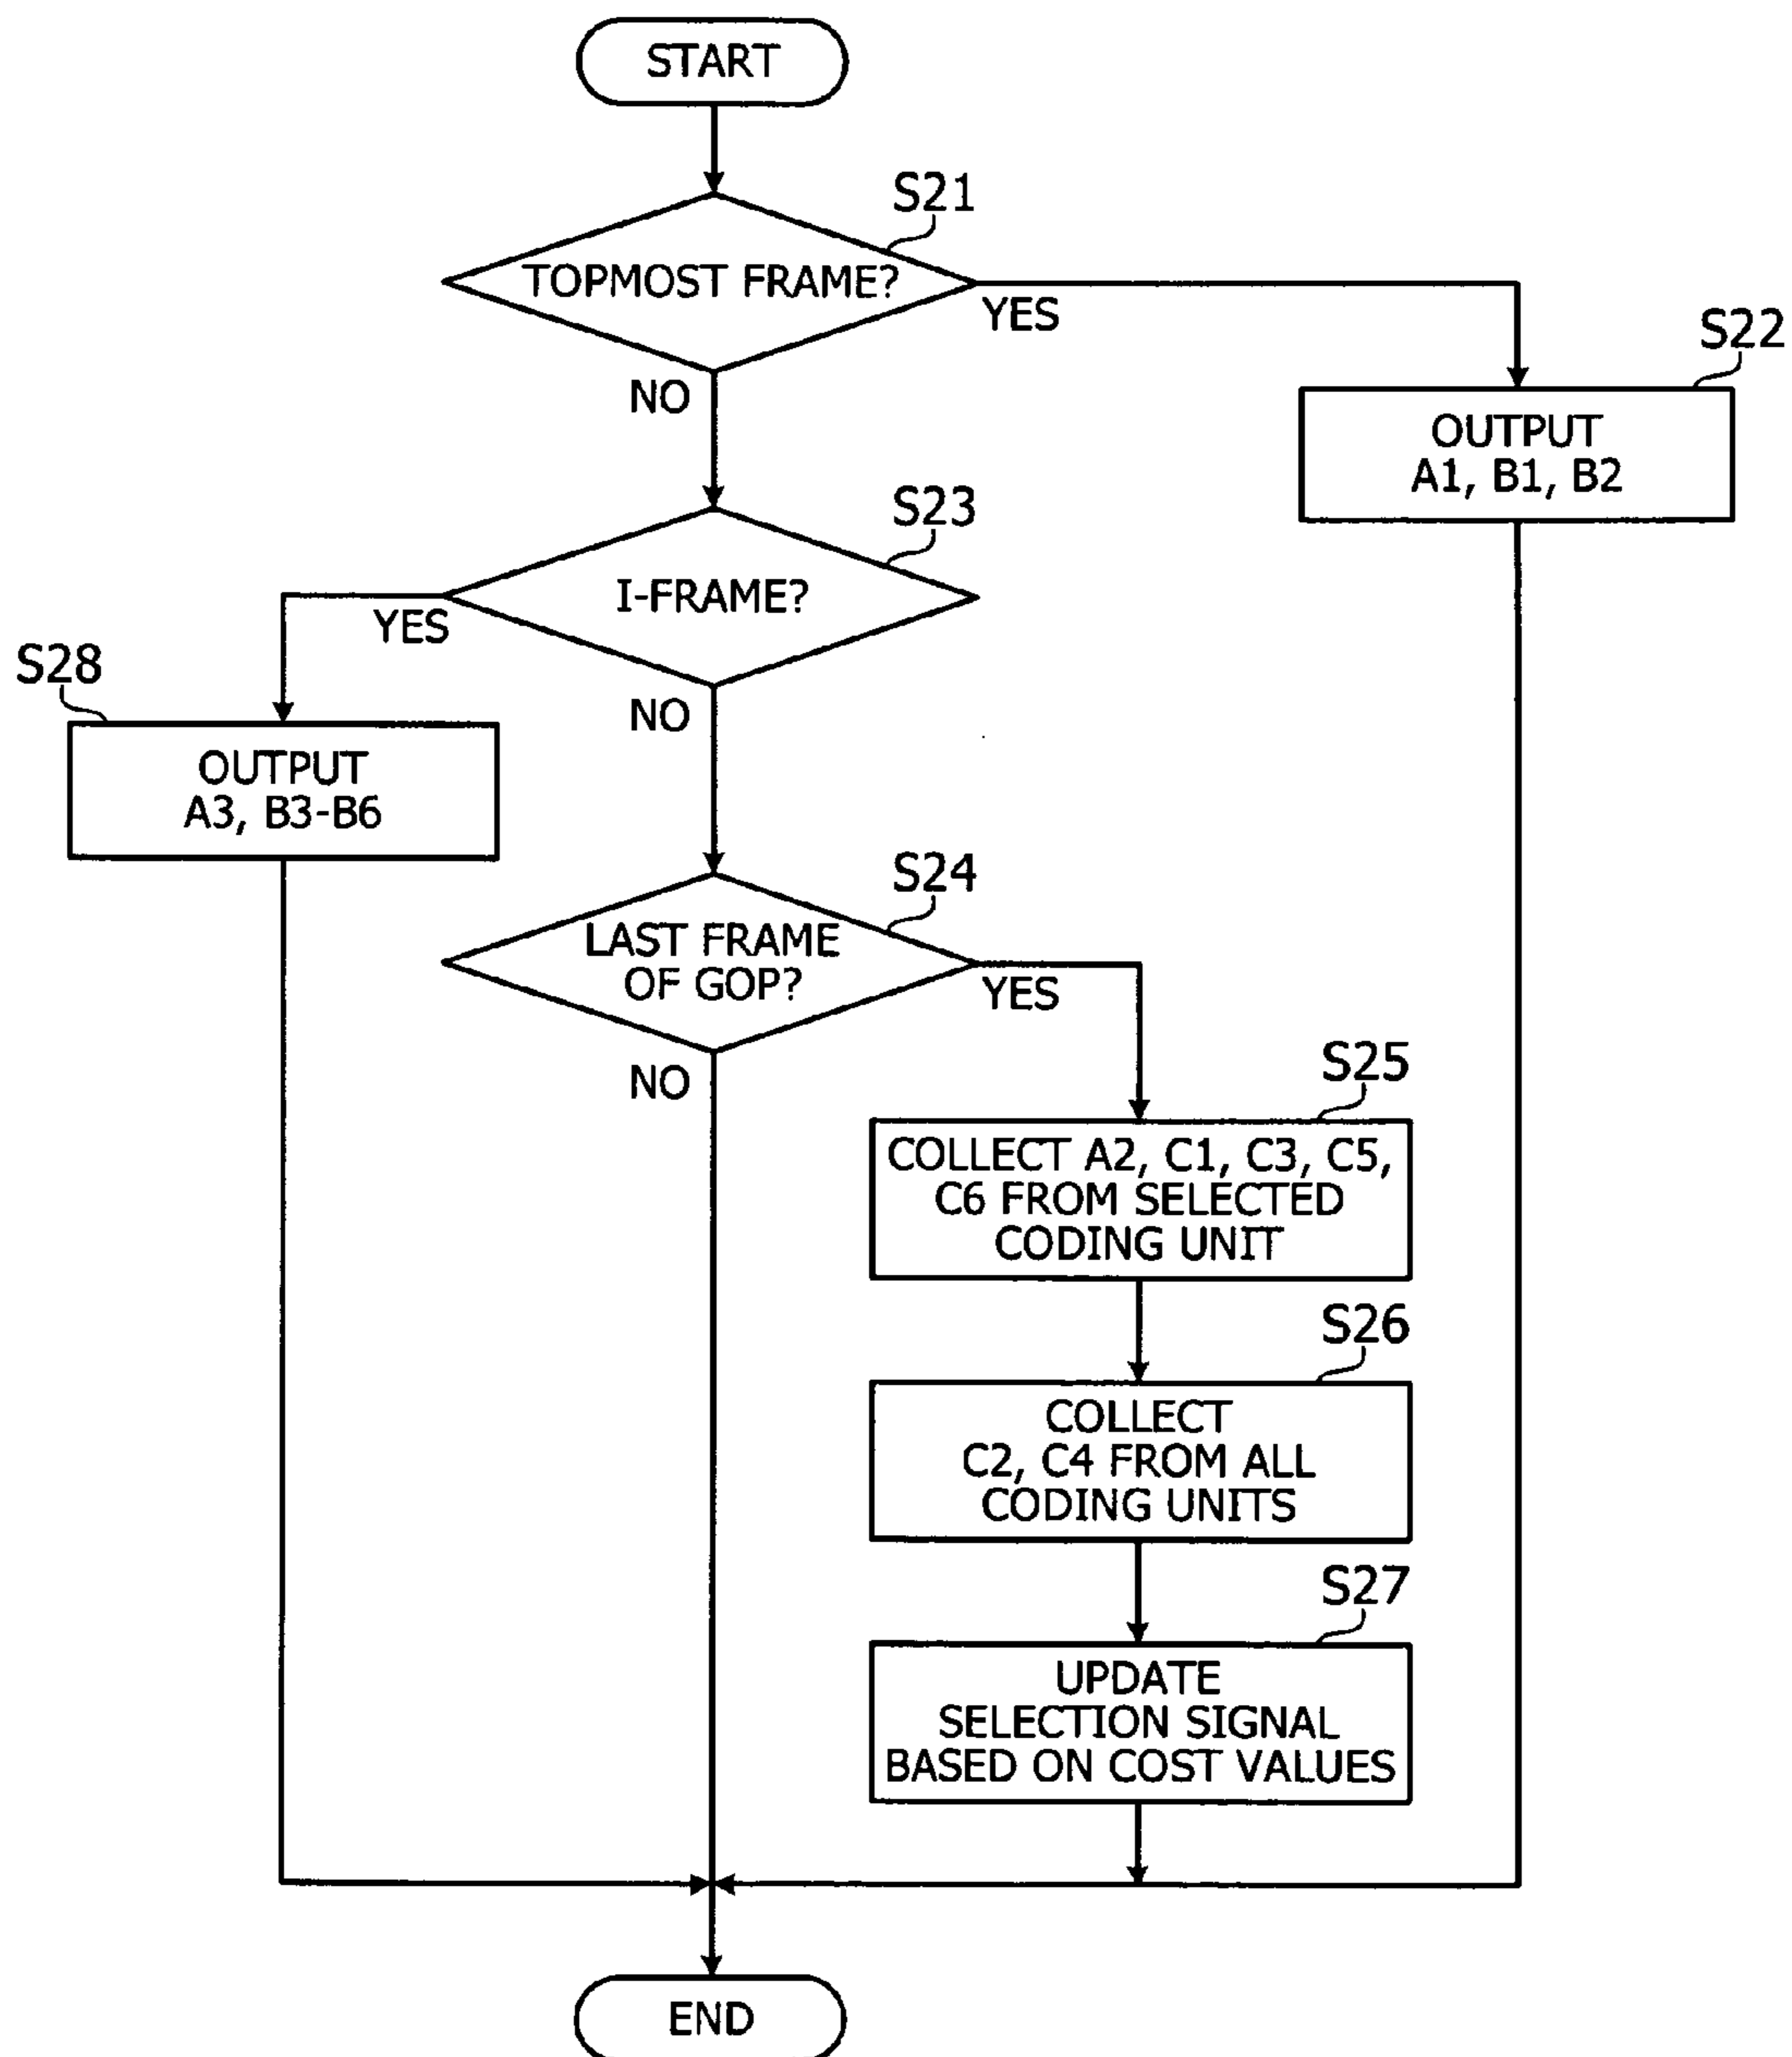 START
S21
TOPMOST FRAME?
YES
NO
S22
OUTPUT
A1, B1, B2
S23
I-FRAME?
YES
NO
S28
OUTPUT
A3, B3-B6
S24
LAST FRAME
OF GOP?
YES
NO
S25
COLLECT A2, C1, C3, C5,
C6 FROM SELECTED
CODING UNIT
S26
COLLECT
C2, C4 FROM ALL
CODING UNITS
S27
UPDATE
SELECTION SIGNAL
BASED ON COST VALUES
END